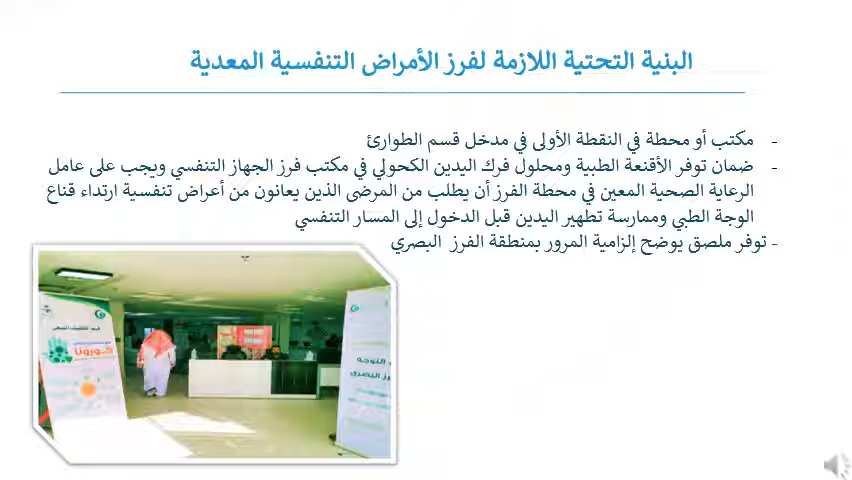 البنية التحتية اللازمة لفرز الأمراض التنفسية المعدية
- مكتب أو محطة في النقطة الأولى في مدخل قسم الطوارئ
- ضمان توفر الأقنعة الطبية ومحلول فرك اليدين الكحولي في مكتب فرز الجهاز التنفسي ويجب على عامل
الرعاية الصحية المعين في محطة الفرز أن يطلب من المرضى الذين يعانون من أعراض تنفسية ارتداء قناع
الوجة الطبي وممارسة تطهير اليدين قبل الدخول إلى المسار التنفسي
- توفر ملصق يوضح إلزامية المرور بمنطقة الفرز البصري
كورونا
التوجه
البصري